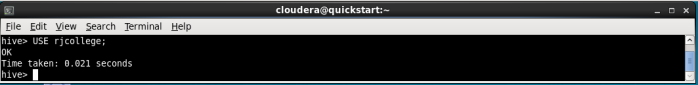 cloudera@quickstart:~
File Edit View Search Terminal Help
hive> USE rjcollege;
OK
Time taken: 0.021 seconds
hive>